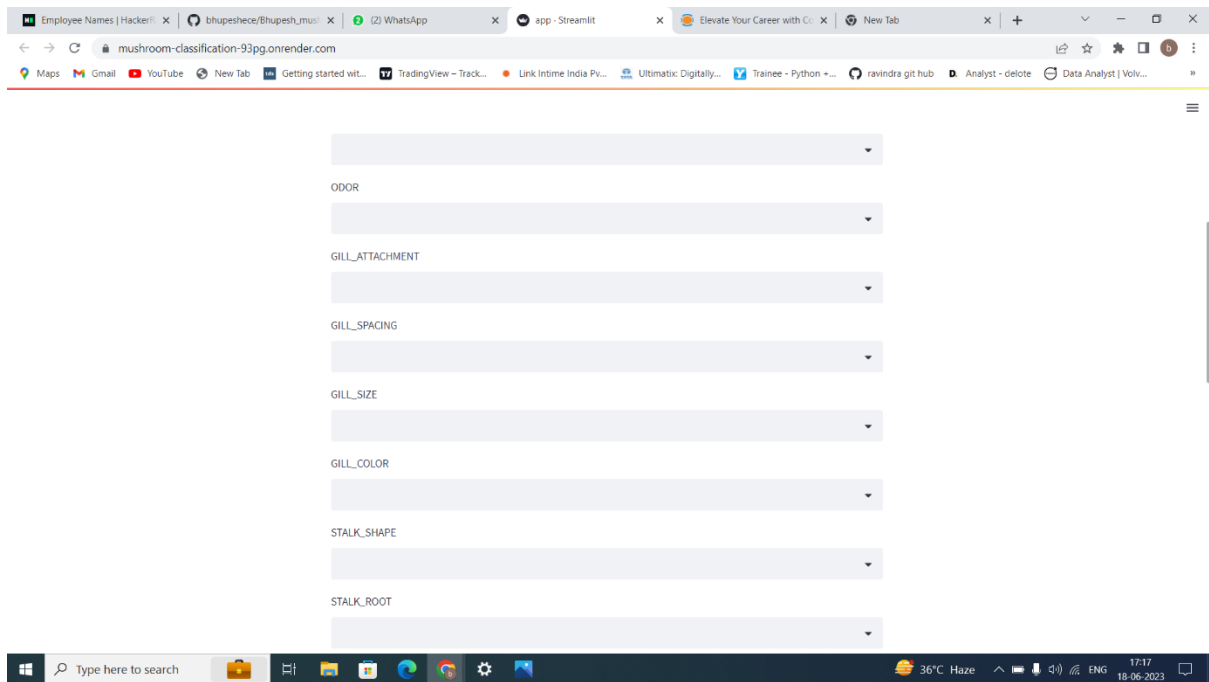 Employee Names | HackerR
bhupeshece/Bhupesh_mus
(2) WhatsApp
app · Streamlit
Elevate Your Career with Co
New Tab
mushroom-classification-93pg.onrender.com
b
Maps
Gmail
YouTube
New Tab
Getting started wit...
TradingView – Track...
Link Intime India Pv...
Ultimatix: Digitally...
Trainee - Python +...
ravindra git hub
Analyst - delote
Data Analyst | Volv...
ODOR
GILL_ATTACHMENT
GILL_SPACING
GILL_SIZE
GILL_COLOR
STALK_SHAPE
STALK_ROOT
Type here to search
36°C Haze
ENG
17:17
18-06-2023